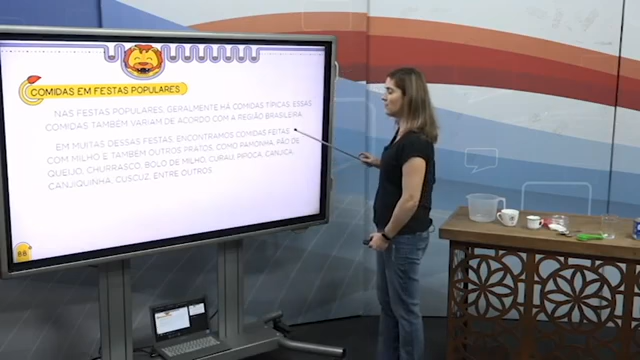 COMIDAS EM FESTAS POPULARES
NAS FESTAS POPULARES, GERALMENTE HÁ COMIDAS TÍPICAS. ESSAS
COMIDAS TAMBÉM VARIAM DE ACORDO COM A REGIÃO BRASILEIRA.
EM MUITAS DESSAS FESTAS, ENCONTRAMOS COMIDAS FEITAS
COM MILHO E TAMBÉM OUTROS PRATOS, COMO PAMONHA, PÃO DE
QUEIJO, CHURRASCO, BOLO DE MILHO, CURAU, PIPOCA, CANJICA,
CANJIQUINHA, CUSCUZ, ENTRE OUTROS.
88